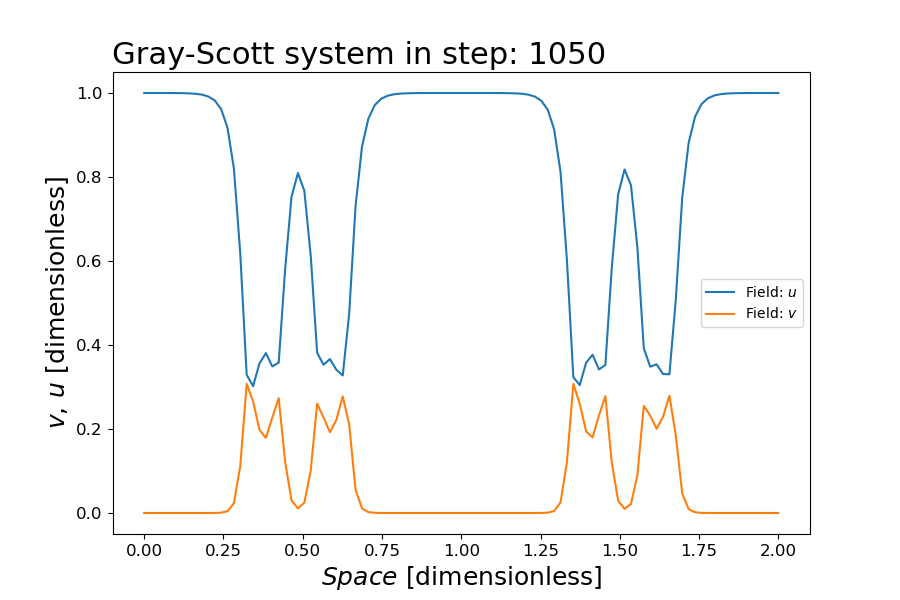 Gray-Scott system in step: 1050
v, u [dimensionless]
1.0
0.8
0.6
0.4
0.2
0.0
Field: u
Field: v
0.00 0.25 0.50 0.75 1.00 1.25 1.50 1.75 2.00
Space [dimensionless]